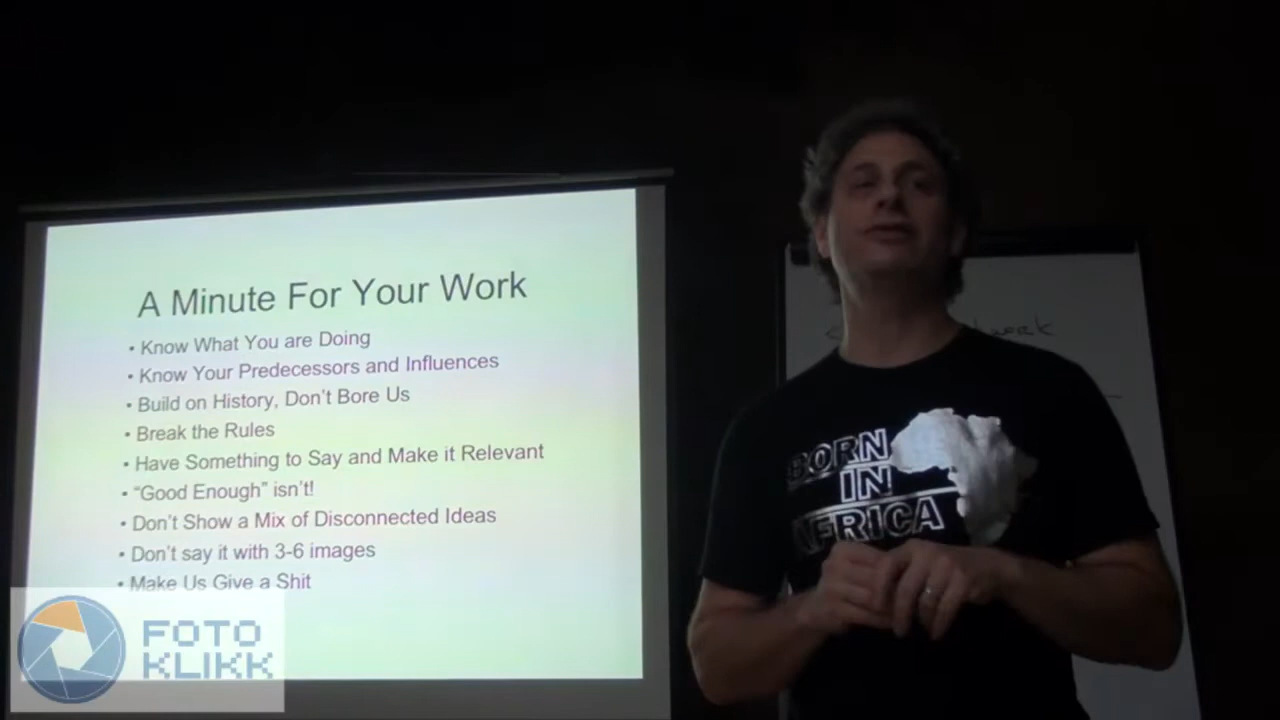 A Minute For Your Work
• Know What You are Doing
• Know Your Predecessors and Influences
• Build on History, Don't Bore Us
• Break the Rules
• Have Something to Say and Make it Relevant
• “Good Enough” isn't!
• Don't Show a Mix of Disconnected Ideas
• Don't say it with 3-6 images
• Make Us Give a Shit
FOTO
KLIKK
work
BORN
IN
AFRICA